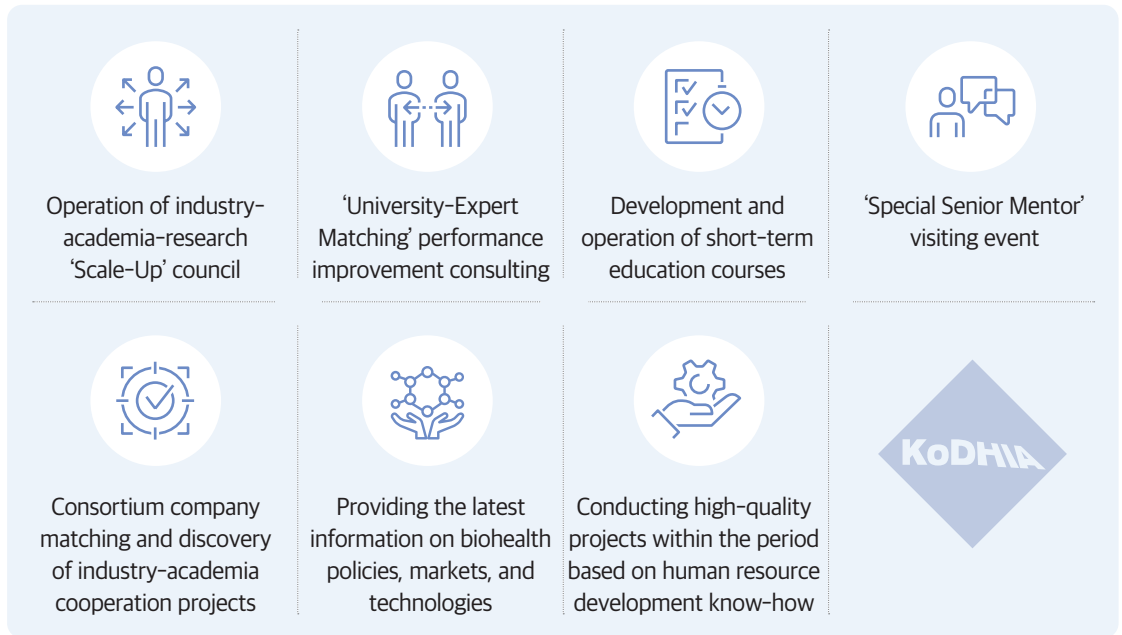 Operation of industry-
academia-research
‘Scale-Up’ council
‘University-Expert
Matching’ performance
improvement consulting
Development and
operation of short-term
education courses
‘Special Senior Mentor’
visiting event
Consortium company
matching and discovery
of industry-academia
cooperation projects
Providing the latest
information on biohealth
policies, markets, and
technologies
Conducting high-quality
projects within the period
based on human resource
development know-how
KoDHIA